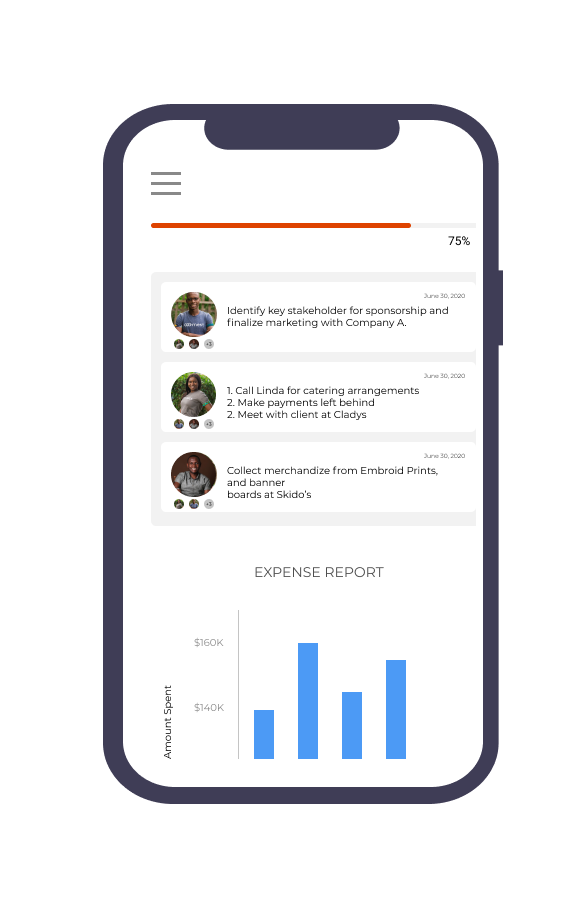 75%
June 30, 2020
Identify key stakeholder for sponsorship and
finalize marketing with Company A.
+3
June 30, 2020
1. Call Linda for catering arrangements
2. Make payments left behind
2. Meet with client at Cladys
+3
June 30, 2020
Collect merchandize from Embroid Prints,
and banner
boards at Skido's
+3
EXPENSE REPORT
$160K
$140K
Amount Spent